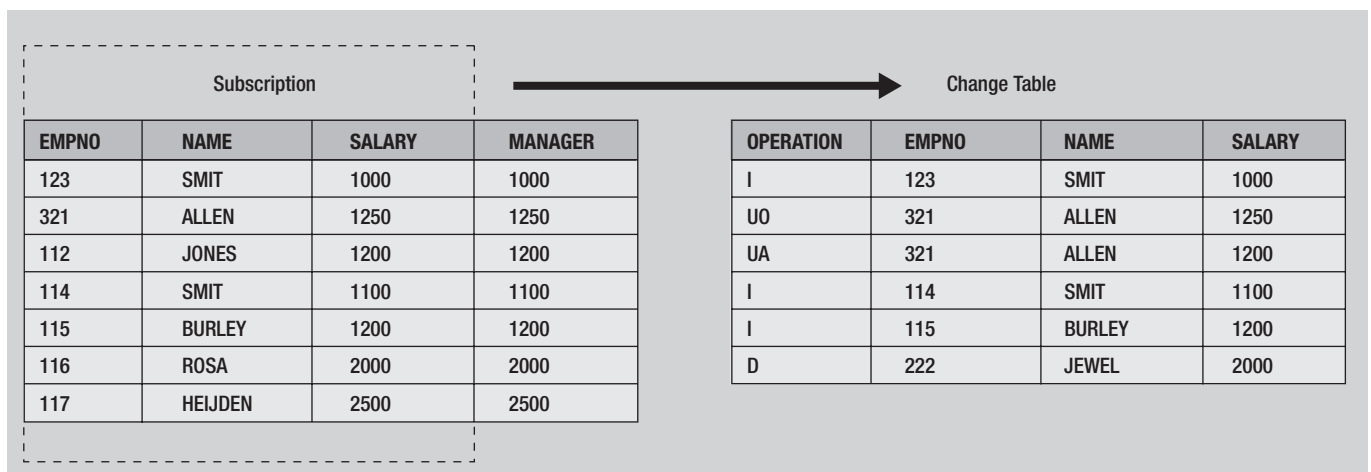 Subscription
Change Table
EMPNO NAME SALARY MANAGER
123 SMIT 1000 1000
321 ALLEN 1250 1250
112 JONES 1200 1200
114 SMIT 1100 1100
115 BURLEY 1200 1200
116 ROSA 2000 2000
117 HEIJDEN 2500 2500
OPERATION EMPNO NAME SALARY
I 123 SMIT 1000
UO 321 ALLEN 1250
UA 321 ALLEN 1200
I 114 SMIT 1100
I 115 BURLEY 1200
D 222 JEWEL 2000